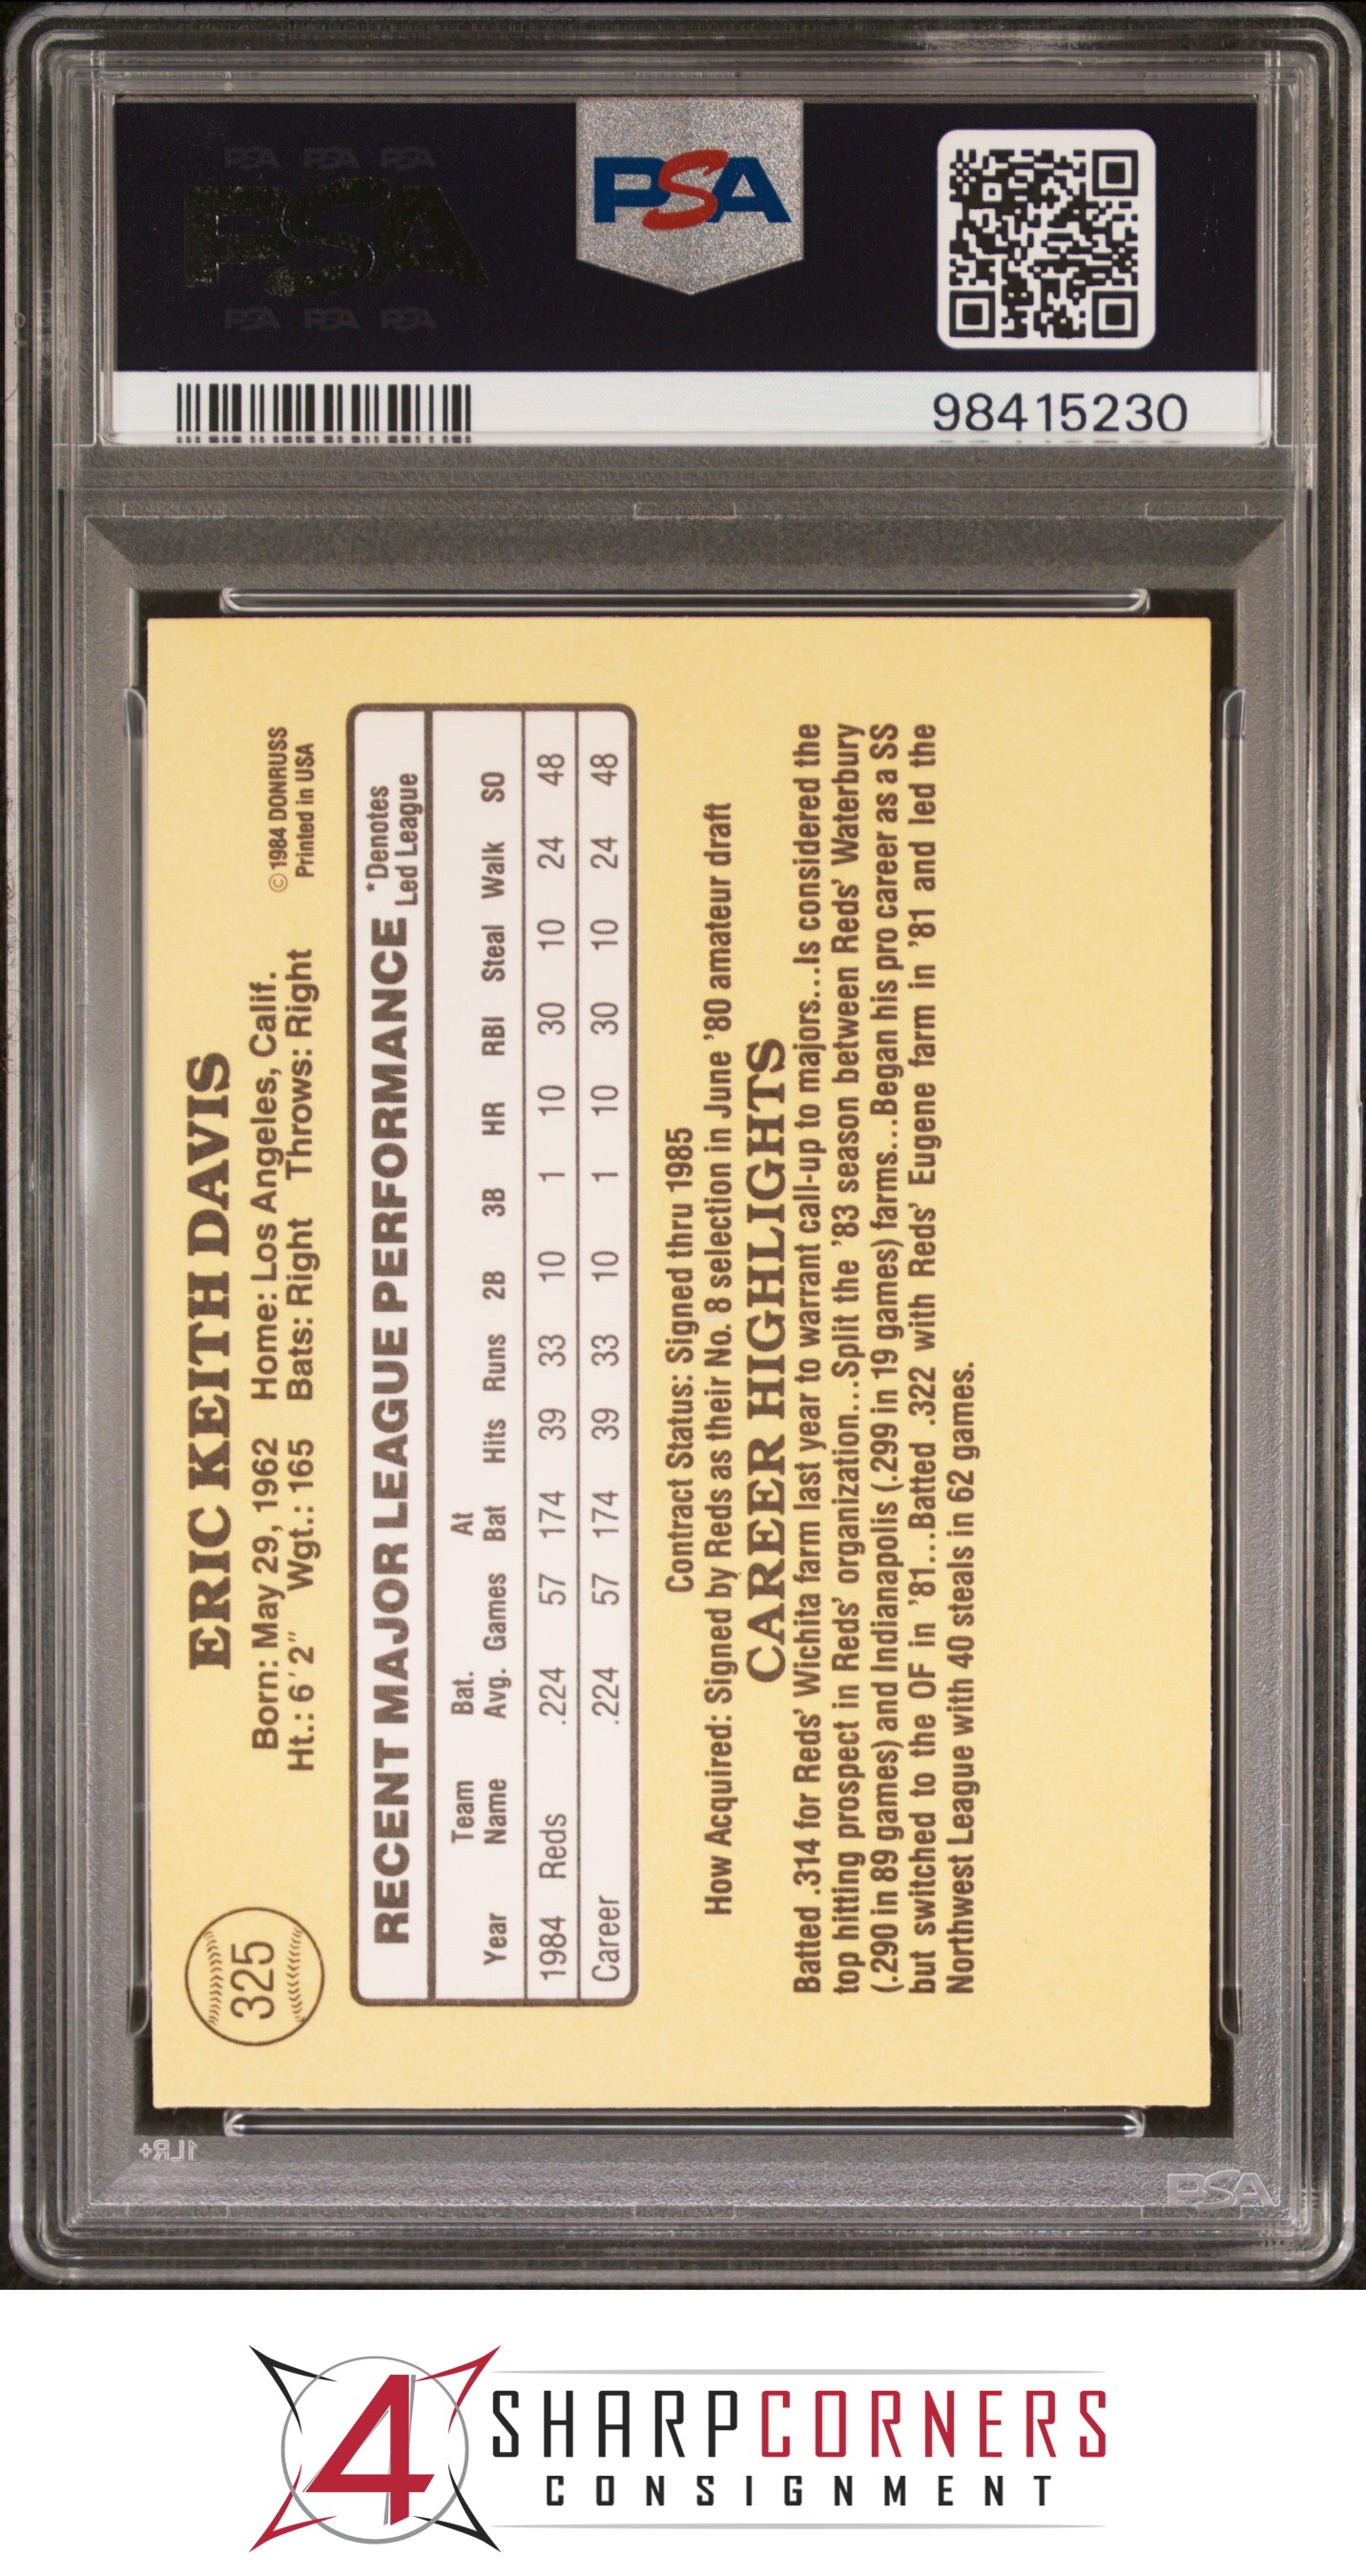 PSA PSA PSA
PSA
PSA PSA PSA
PSA
98415230
325
ERIC KEITH DAVIS
© 1984 DONRUSS
Printed in USA
Born: May 29, 1962 Home: Los Angeles, Calif.
Ht.: 6'2" Wgt.: 165 Bats: Right Throws: Right
RECENT MAJOR LEAGUE PERFORMANCE *Denotes Led League
Year Team Name Bat. Avg. Games At Bat Hits Runs 2B 3B HR RBI Steal Walk SO
1984 Reds .224 57 174 39 33 10 1 10 30 10 24 48
Career .224 57 174 39 33 10 1 10 30 10 24 48
Contract Status: Signed thru 1985
How Acquired: Signed by Reds as their No. 8 selection in June '80 amateur draft
CAREER HIGHLIGHTS
Batted .314 for Reds' Wichita farm last year to warrant call-up to majors...Is considered the
top hitting prospect in Reds' organization...Split the '83 season between Reds' Waterbury
(.290 in 89 games) and Indianapolis (.299 in 19 games) farms...Began his pro career as a SS
but switched to the OF in '81...Batted .322 with Reds' Eugene farm in '81 and led the
Northwest League with 40 steals in 62 games.
1LR+
PSA
4
SHARPCORNERS
CONSIGNMENT